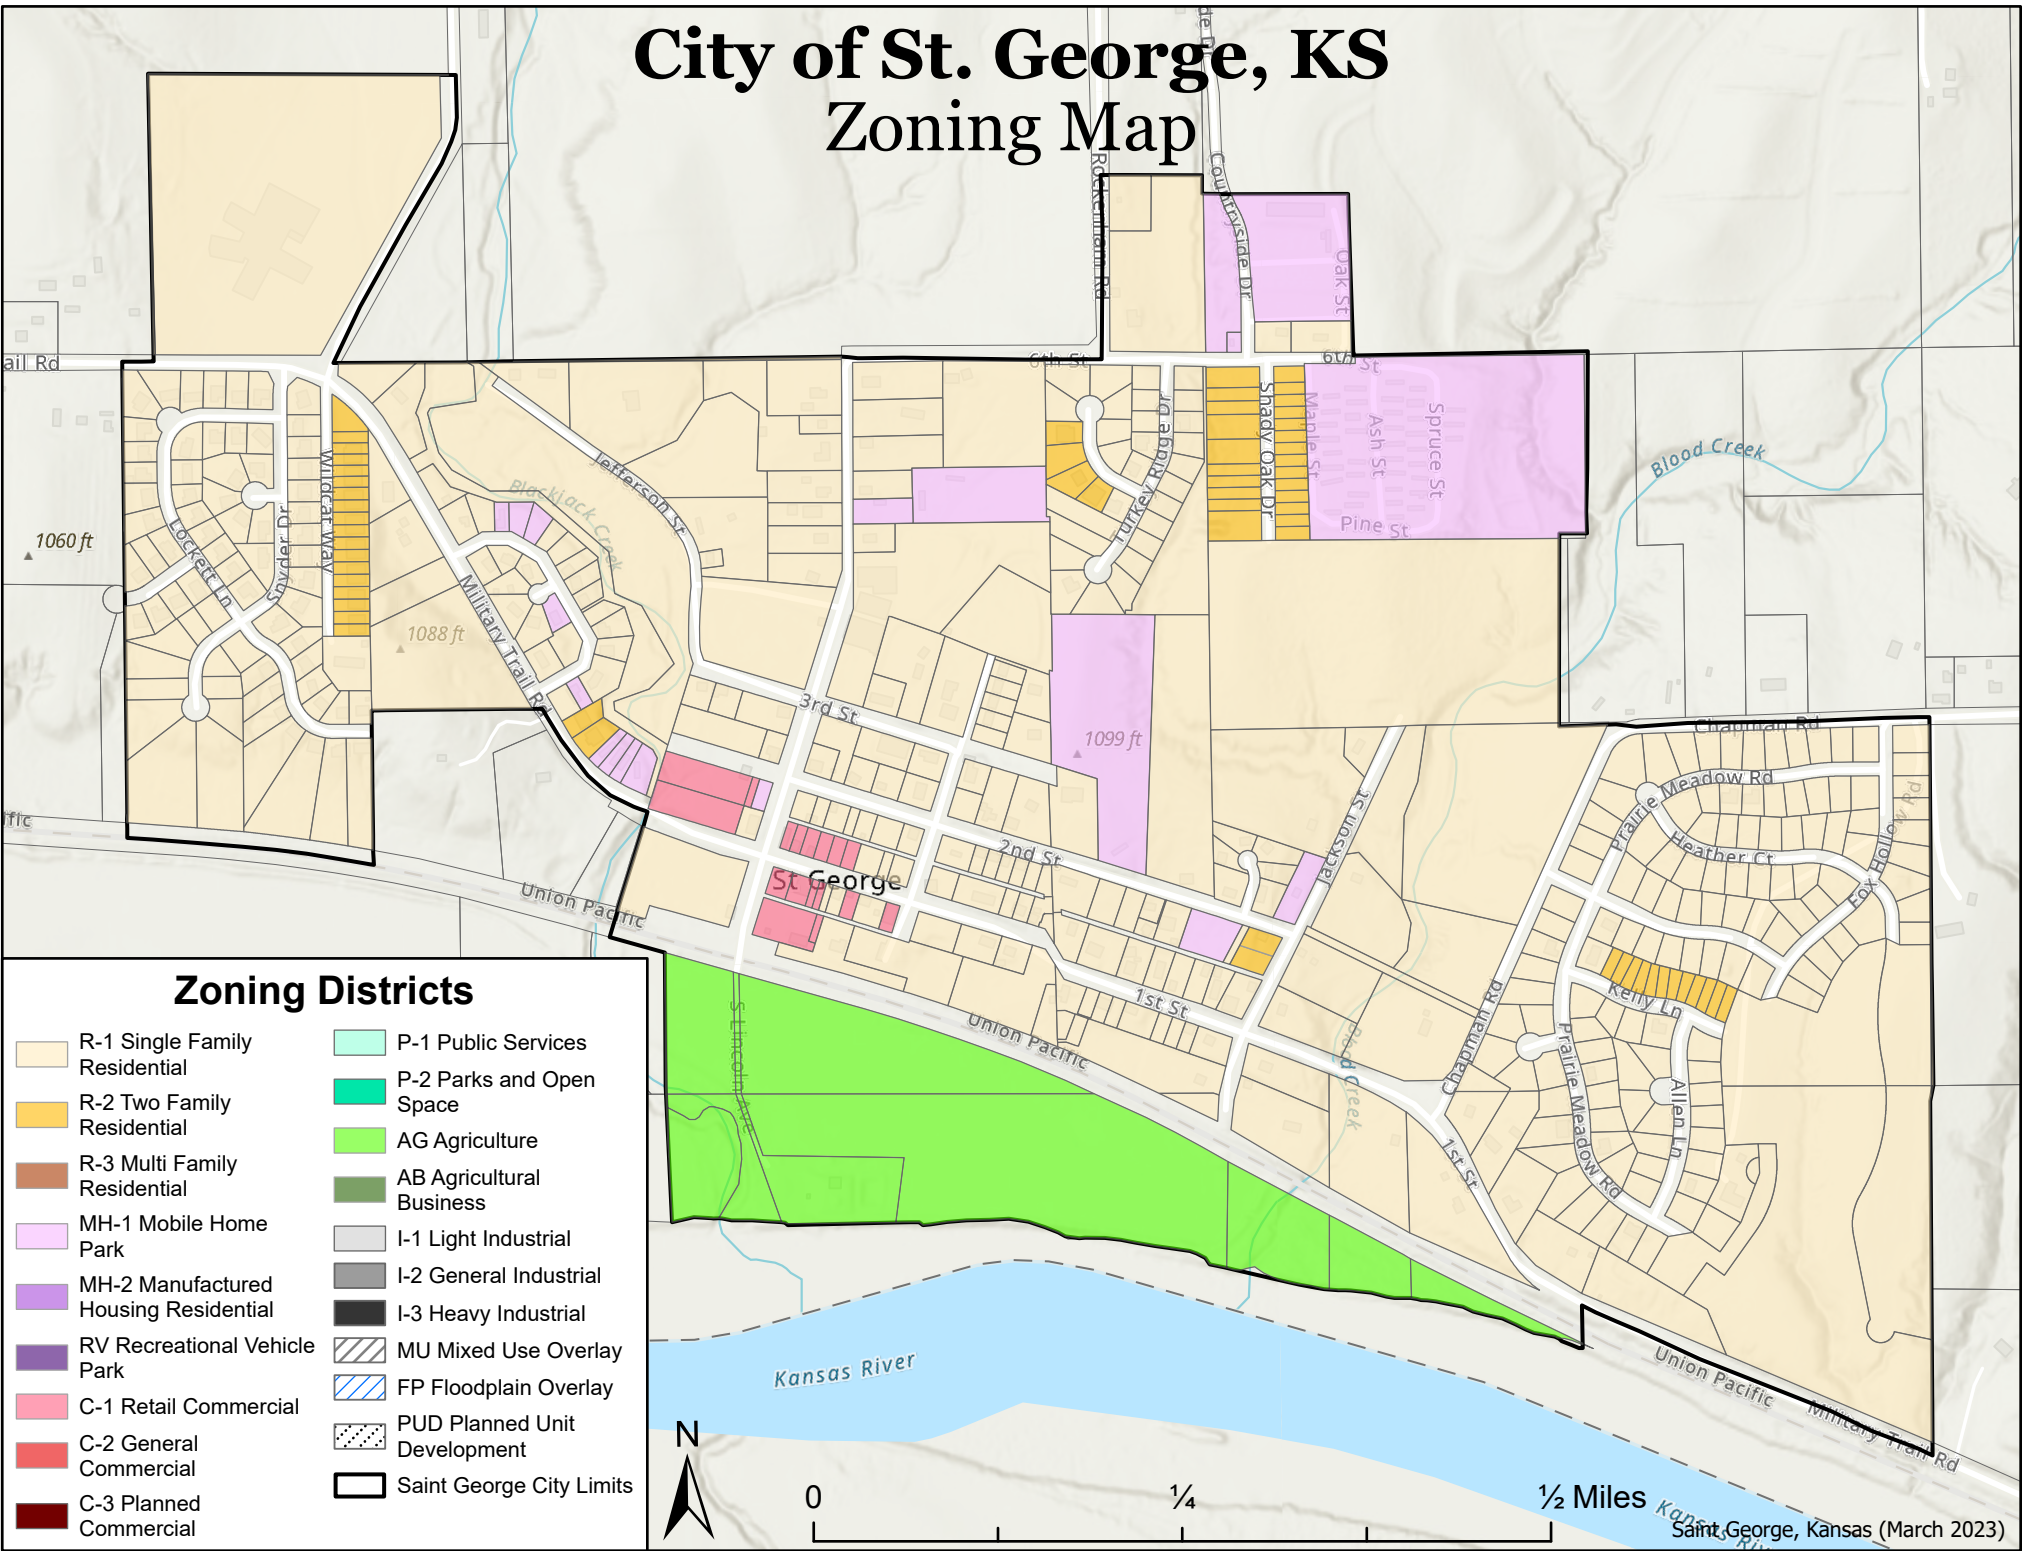 City of St. George, KS
Zoning Map
Rockenham Rd
Countryside Dr
Oak St
ail Rd
6th St
6th St
Jefferson St
Blackjack Creek
Turkey Ridge Dr
Shady Oak Dr
Maple St
Ash St
Spruce St
Pine St
Blood Creek
1060 ft
Lockett Ln
Snyder Dr
Wildcat Way
Military Trail Rd
1088 ft
3rd St
1099 ft
Chapman Rd
Prairie Meadow Rd
Heather Ct
Fox Hollow Rd
ific
2nd St
Jackson St
St George
Union Pacific
Kelly Ln
1st St
Union Pacific
Chapman Rd
Blood Creek
Prairie Meadow Rd
Allen Ln
1st St
S Lincoln Ave
Union Pacific
Military Trail Rd
Kansas River
Zoning Districts
R-1 Single Family
Residential
R-2 Two Family
Residential
R-3 Multi Family
Residential
MH-1 Mobile Home
Park
MH-2 Manufactured
Housing Residential
RV Recreational Vehicle
Park
C-1 Retail Commercial
C-2 General
Commercial
C-3 Planned
Commercial
P-1 Public Services
P-2 Parks and Open
Space
AG Agriculture
AB Agricultural
Business
I-1 Light Industrial
I-2 General Industrial
I-3 Heavy Industrial
MU Mixed Use Overlay
FP Floodplain Overlay
PUD Planned Unit
Development
Saint George City Limits
N
0 ¼ ½ Miles
Kansas Riv
Saint George, Kansas (March 2023)